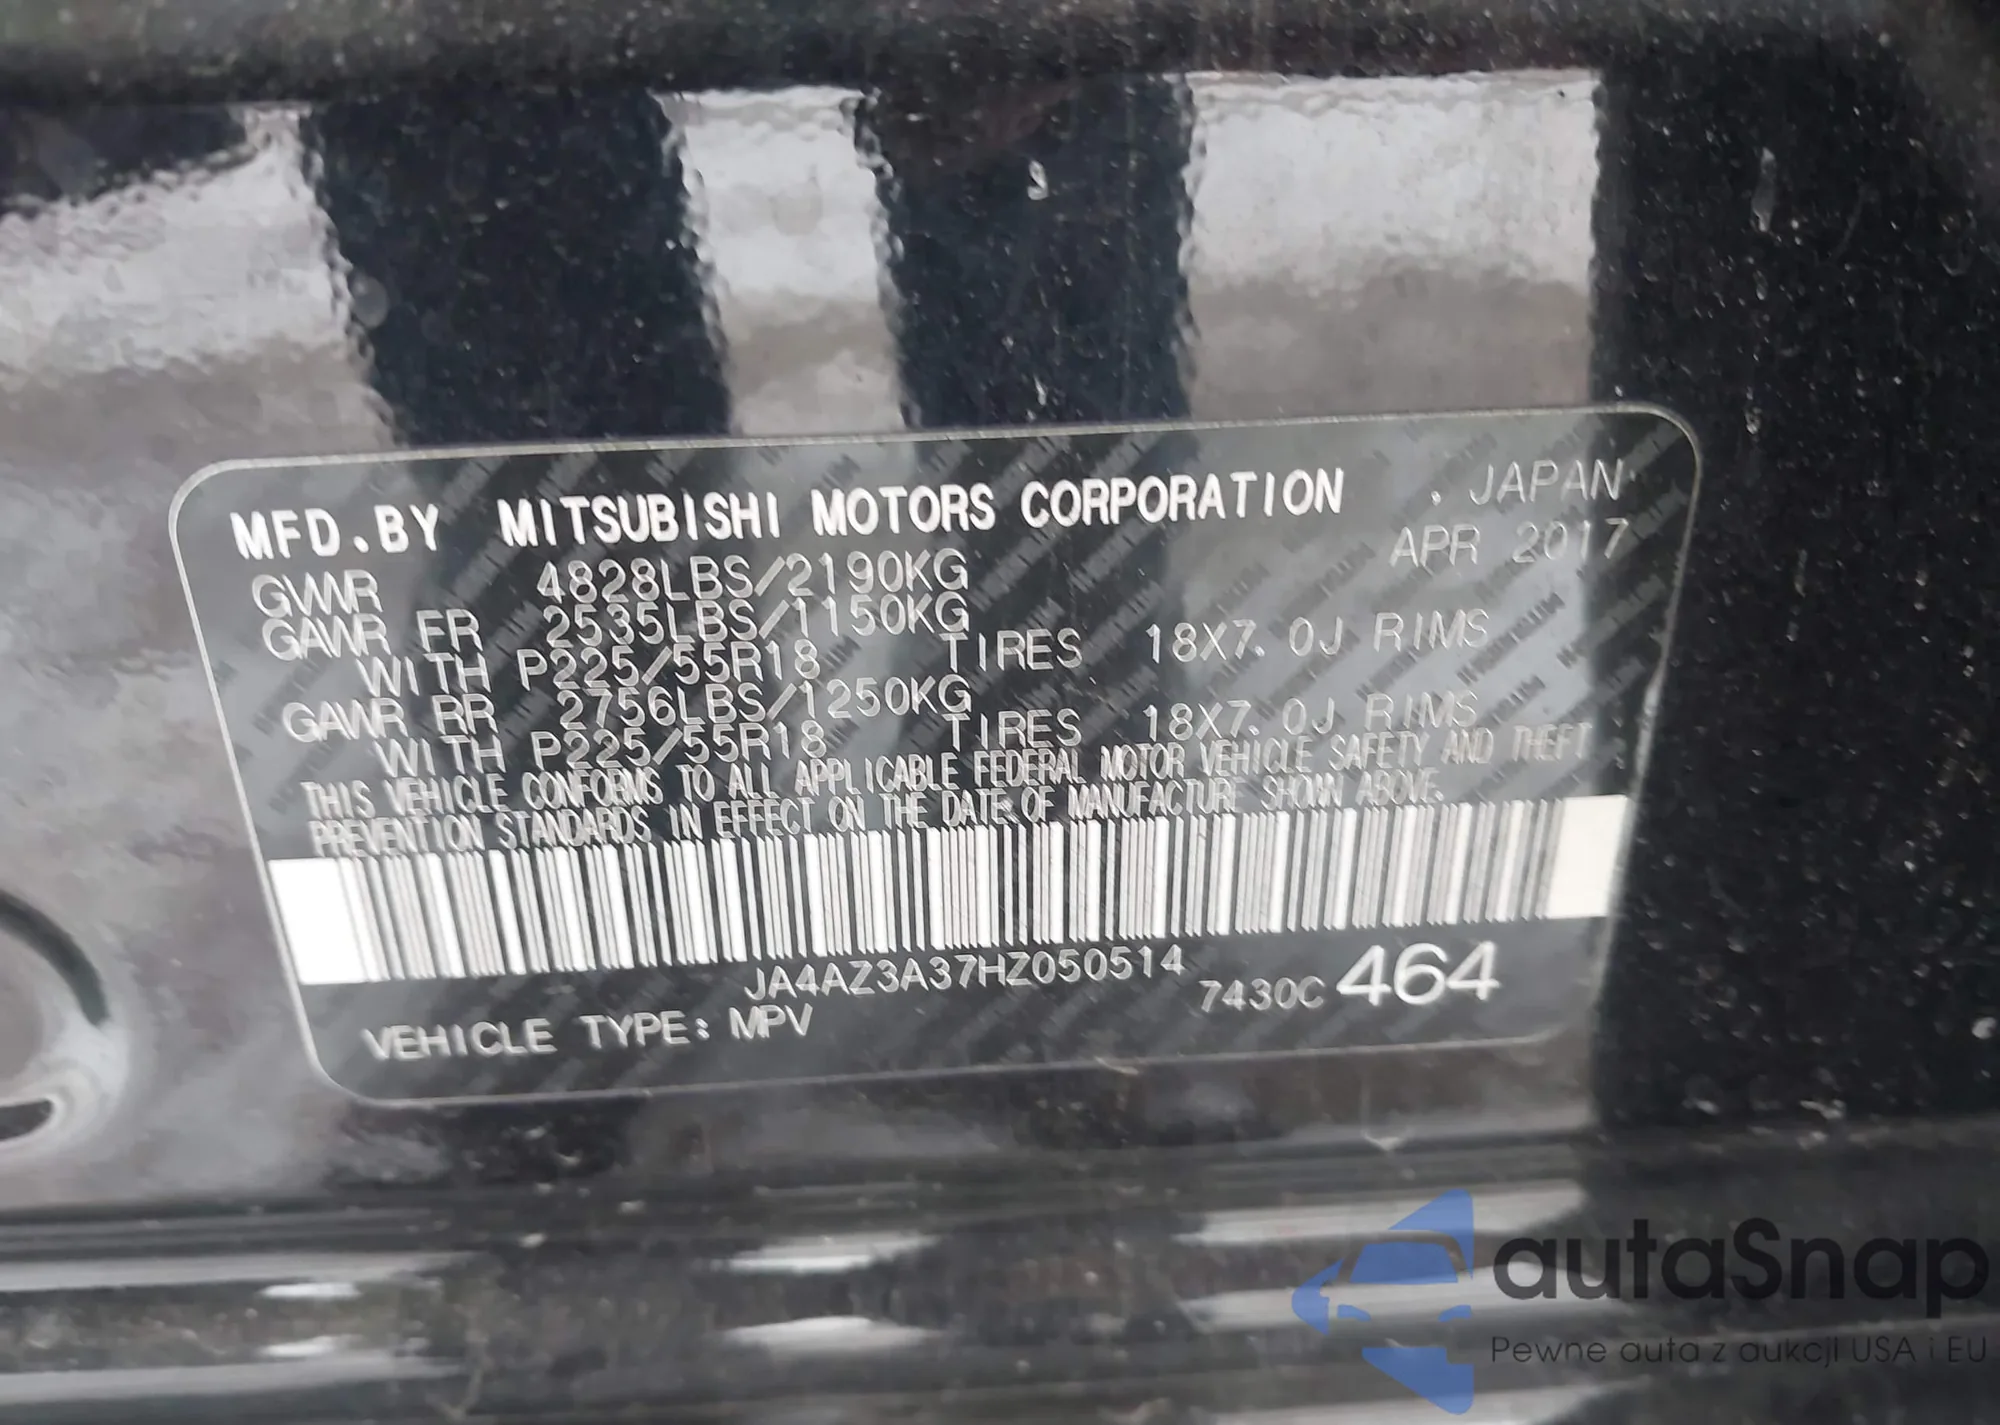 MFD.BY MITSUBISHI MOTORS CORPORATION . JAPAN
APR 2017
GVWR 4828LBS/2190KG
GAWR FR 2535LBS/1150KG
WITH P225/55R18 TIRES 18X7.0J RIMS
GAWR RR 2756LBS/1250KG
WITH P225/55R18 TIRES 18X7.0J RIMS
THIS VEHICLE CONFORMS TO ALL APPLICABLE FEDERAL MOTOR VEHICLE SAFETY AND THEFT
PREVENTION STANDARDS IN EFFECT ON THE DATE OF MANUFACTURE SHOWN ABOVE.
JA4AZ3A37HZ050514
7430C 464
VEHICLE TYPE: MPV
autaSnap
Pewne auta z aukcji USA i EU